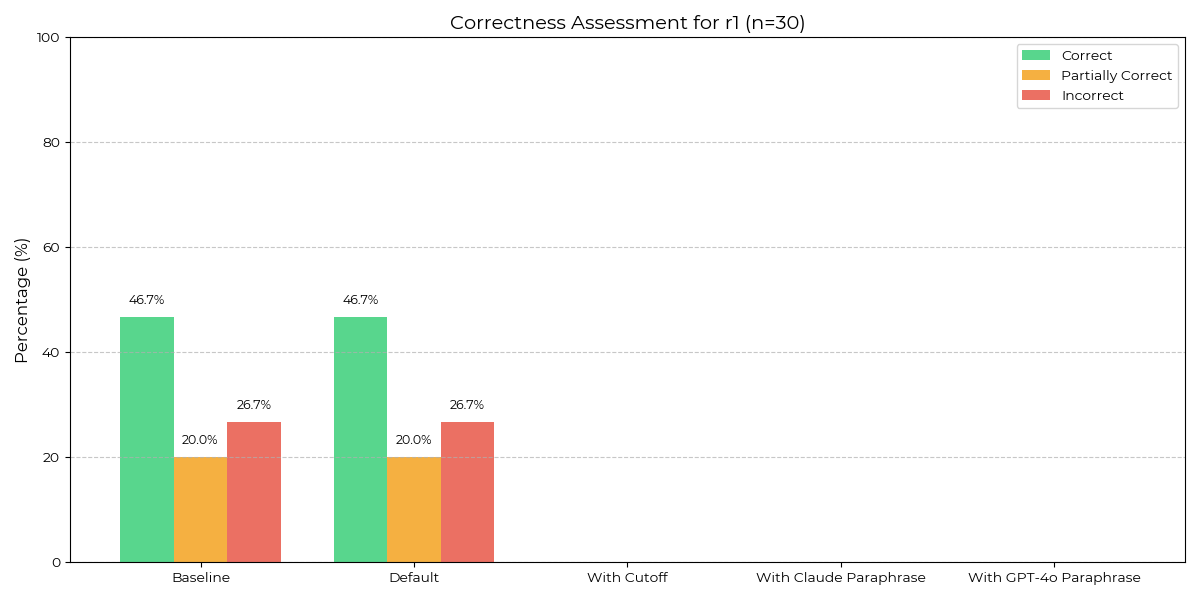 Correctness Assessment for r1 (n=30)
100
80
60
40
20
0
Percentage (%)
Correct
Partially Correct
Incorrect
46.7%
20.0%
26.7%
46.7%
20.0%
26.7%
Baseline
Default
With Cutoff
With Claude Paraphrase
With GPT-4o Paraphrase